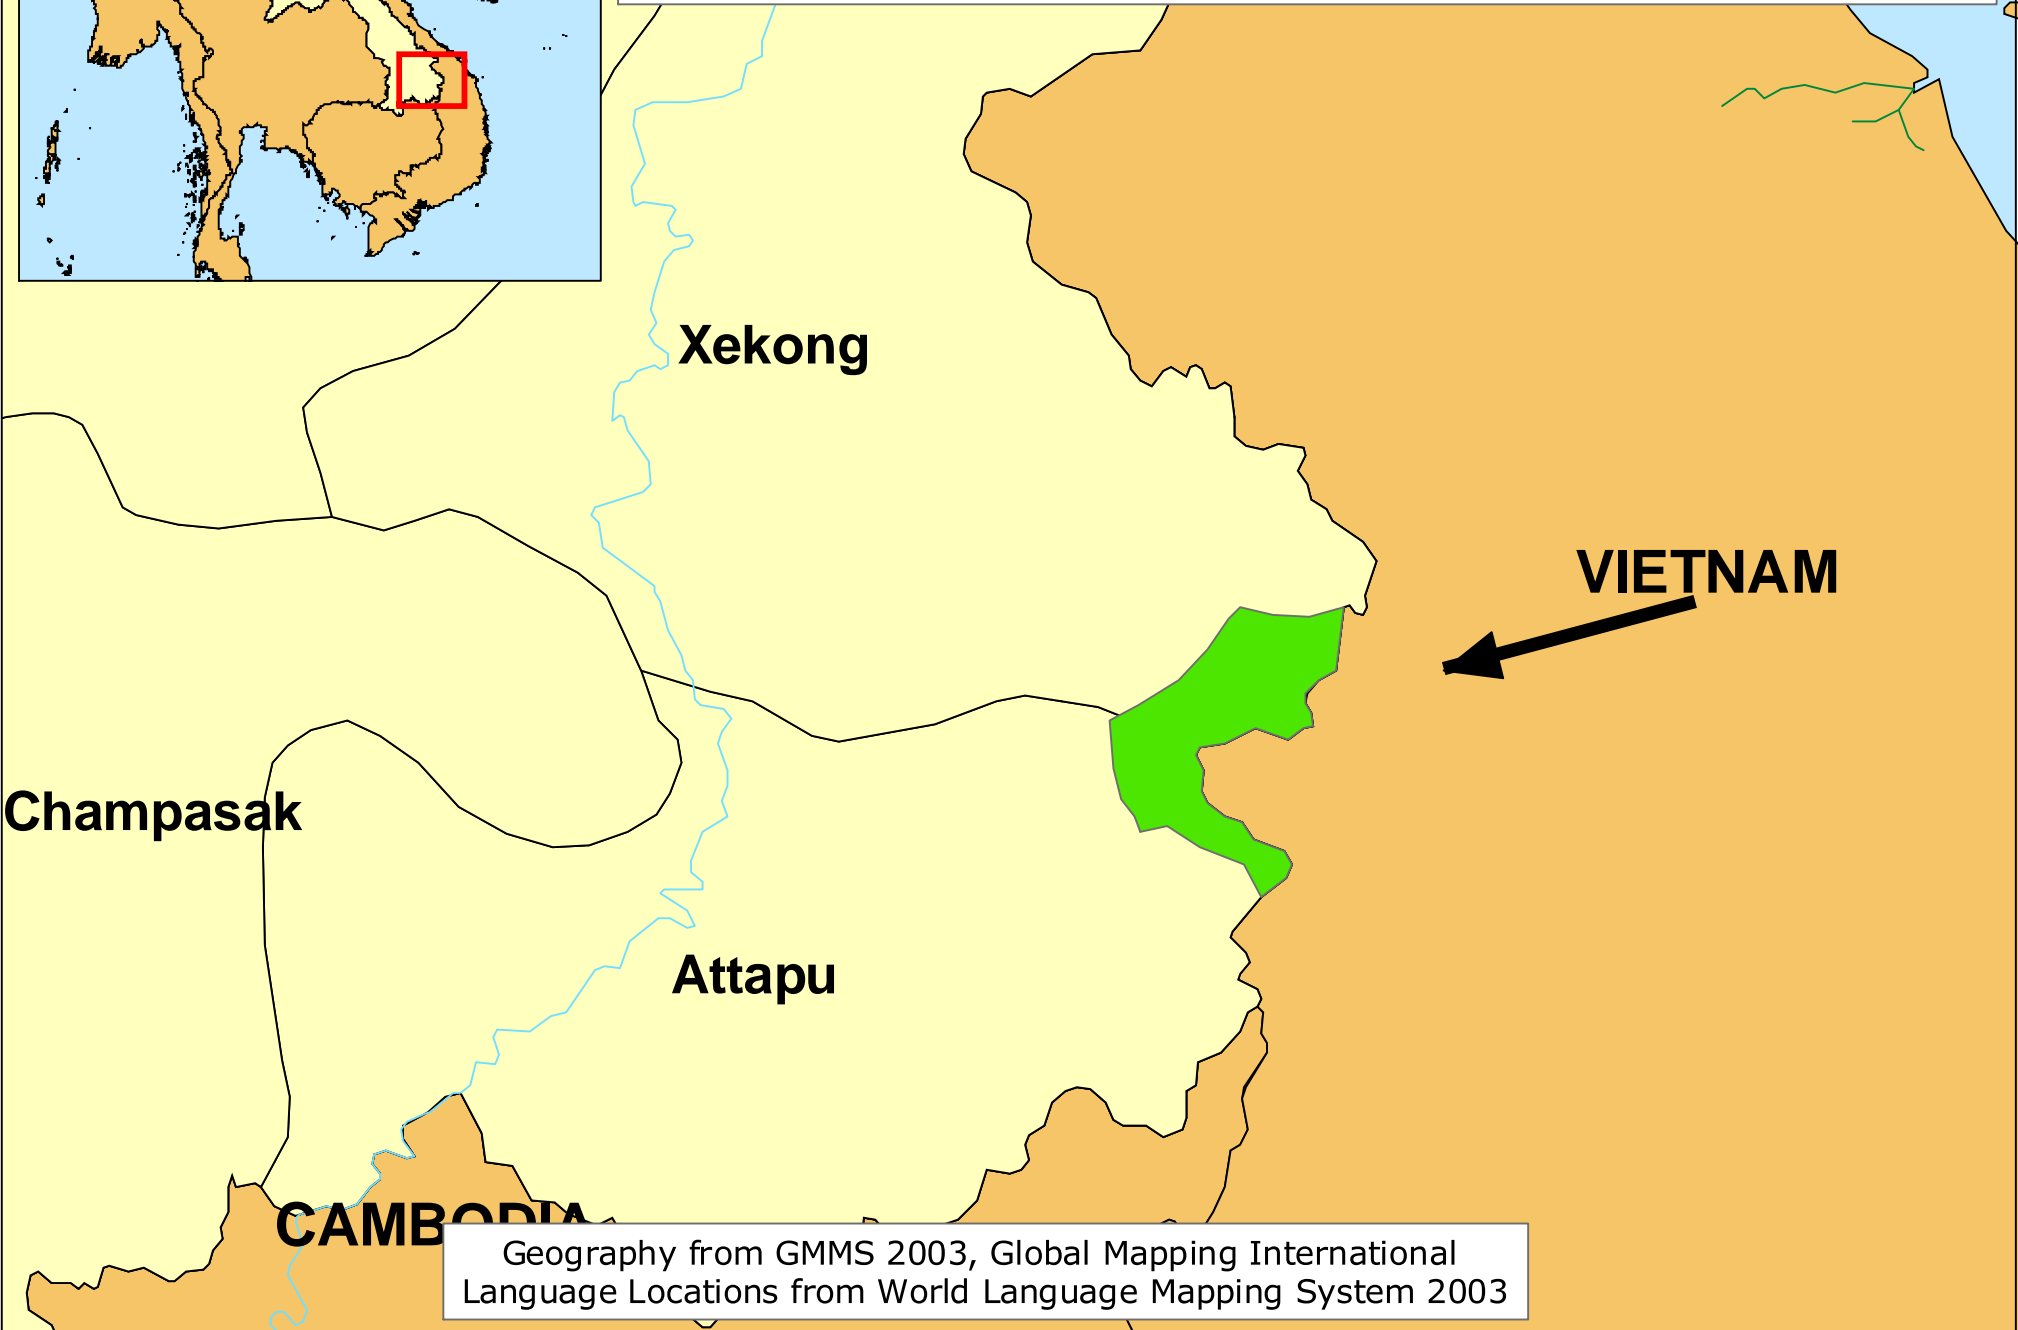 Xekong
VIETNAM
Champasak
Attapu
CAMBODIA
Geography from GMMS 2003, Global Mapping International
Language Locations from World Language Mapping System 2003